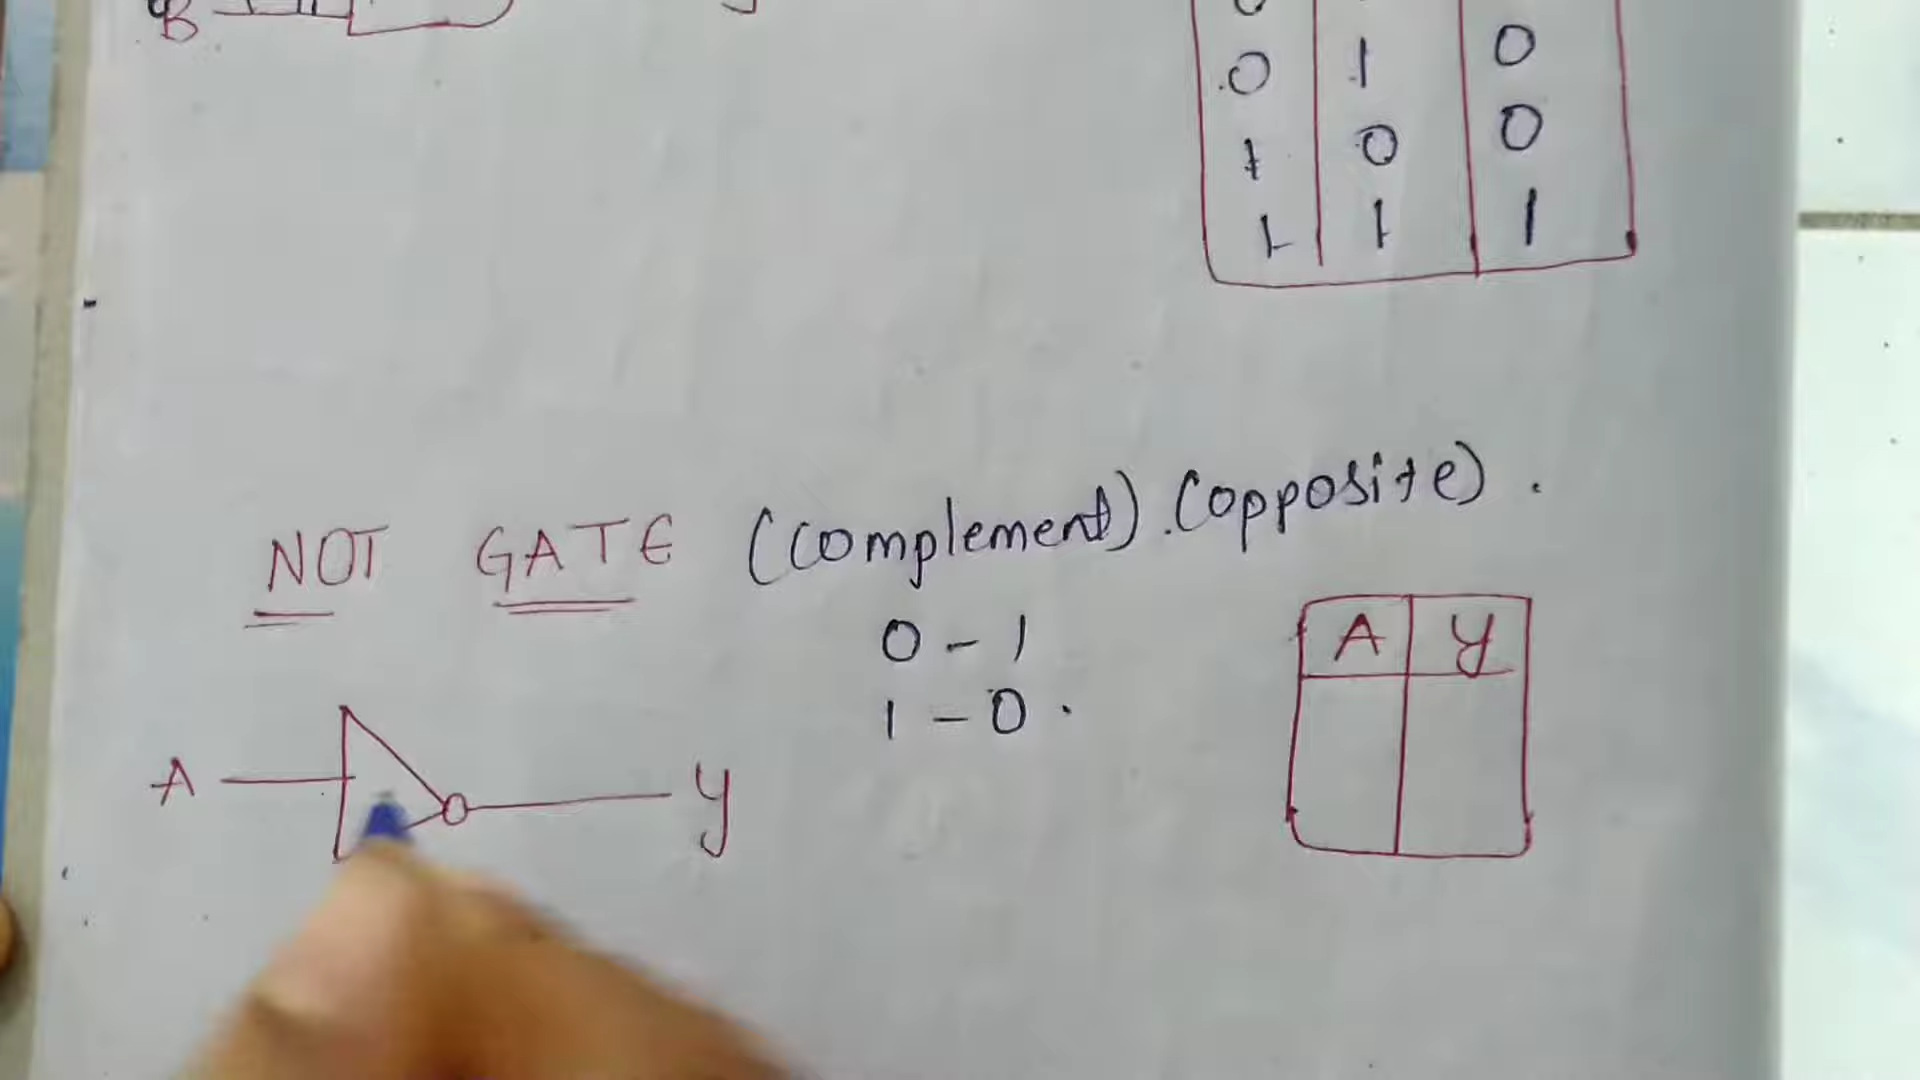 B
0 1 0
1 0 0
1 1 1
NOT GATE (complement). (opposite).
0 - 1
1 - 0.
A Y
A
Y